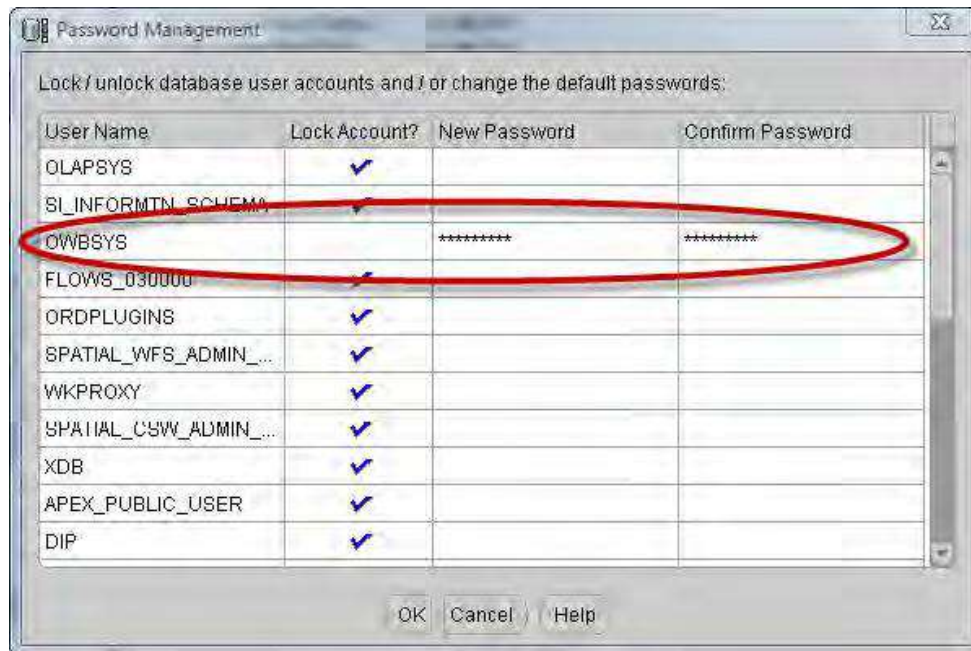 Password Management
Lock / unlock database user accounts and / or change the default passwords:
User Name Lock Account? New Password Confirm Password
OLAPSYS
SI_INFORMTN_SCHEMA
OWBSYS ********* *********
FLOWS_030000
ORDPLUGINS
SPATIAL_WFS_ADMIN_...
WKPROXY
SPATIAL_CSW_ADMIN_...
XDB
APEX_PUBLIC_USER
DIP
OK Cancel Help